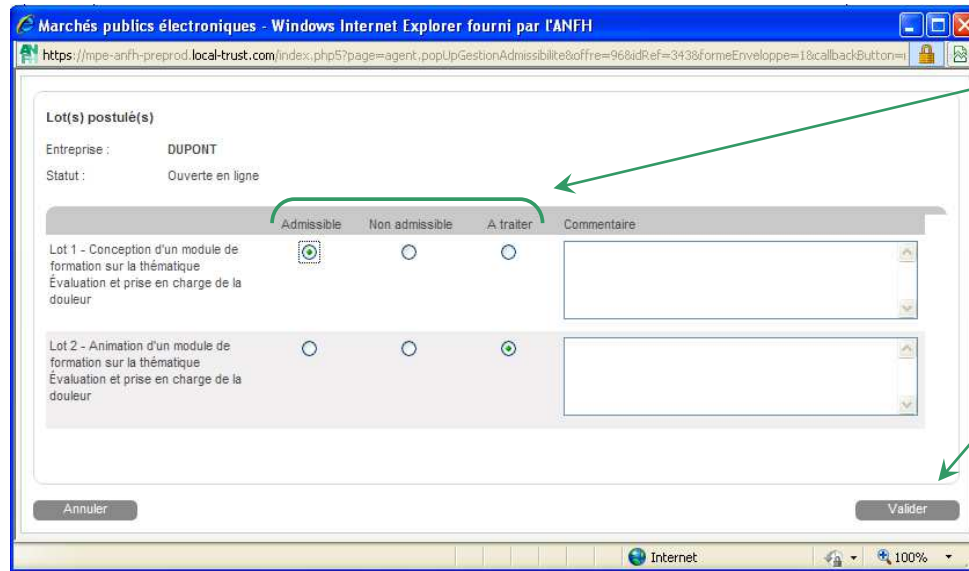 Marchés publics électroniques - Windows Internet Explorer fourni par l'ANFH
https://mpe-anfh-preprod.local-trust.com/index.php5?page=agent.popUpGestionAdmissibilite&offre=96&idRef=343&formeEnveloppe=1&callbackButton=
Lot(s) postulé(s)
Entreprise : DUPONT
Statut : Ouverte en ligne
Admissible Non admissible A traiter Commentaire
Lot 1 - Conception d'un module de
formation sur la thématique
Évaluation et prise en charge de la
douleur
Lot 2 - Animation d'un module de
formation sur la thématique
Évaluation et prise en charge de la
douleur
Annuler Valider
Internet 100%